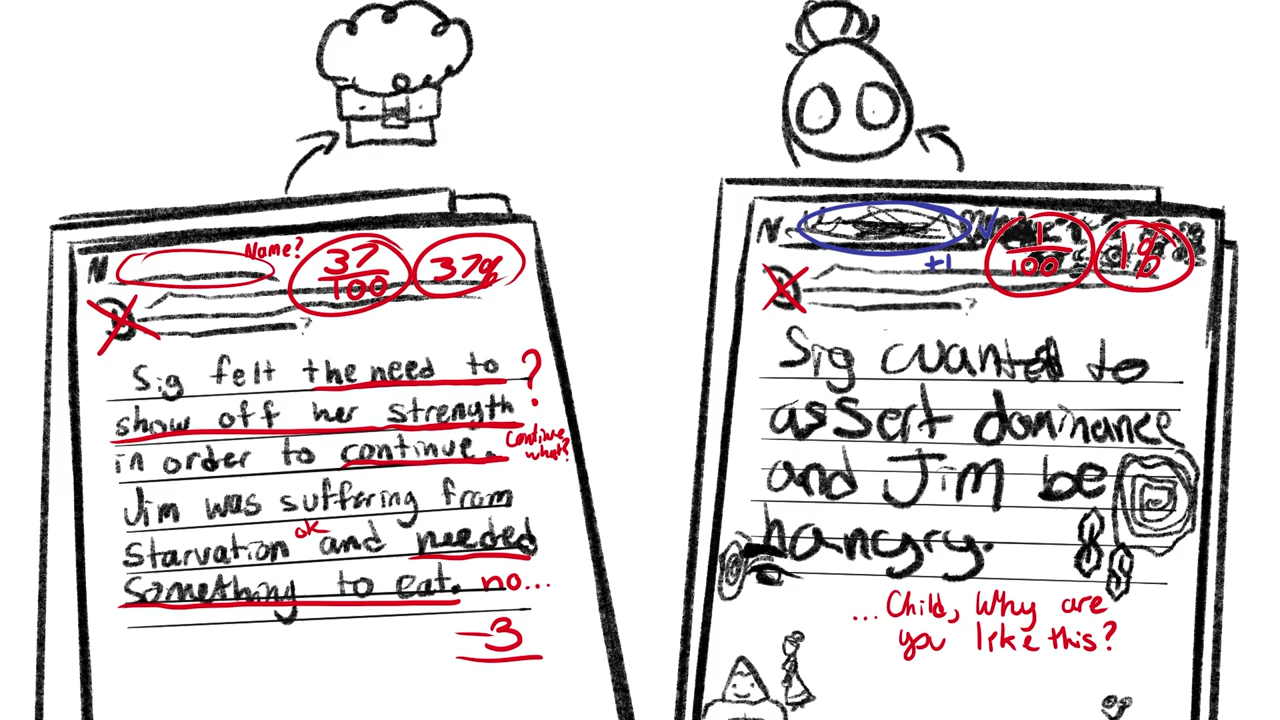 N
Name?
37
100
37%
8
?
Sig felt the need to ?
show off her strength
in order to continue. Continue
what?
Jim was suffering from
starvation ok and needed
something to eat. no...
-3
N.
+1
1
100
1%
?
Sig wanted to
assert dominance
and Jim be
hangry.
...Child, Why are
you like this?